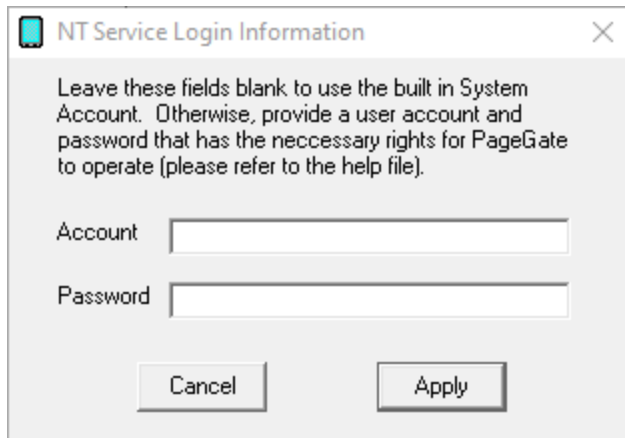 NT Service Login Information
Leave these fields blank to use the built in System
Account.  Otherwise, provide a user account and
password that has the neccessary rights for PageGate
to operate (please refer to the help file).
Account
Password
Cancel
Apply